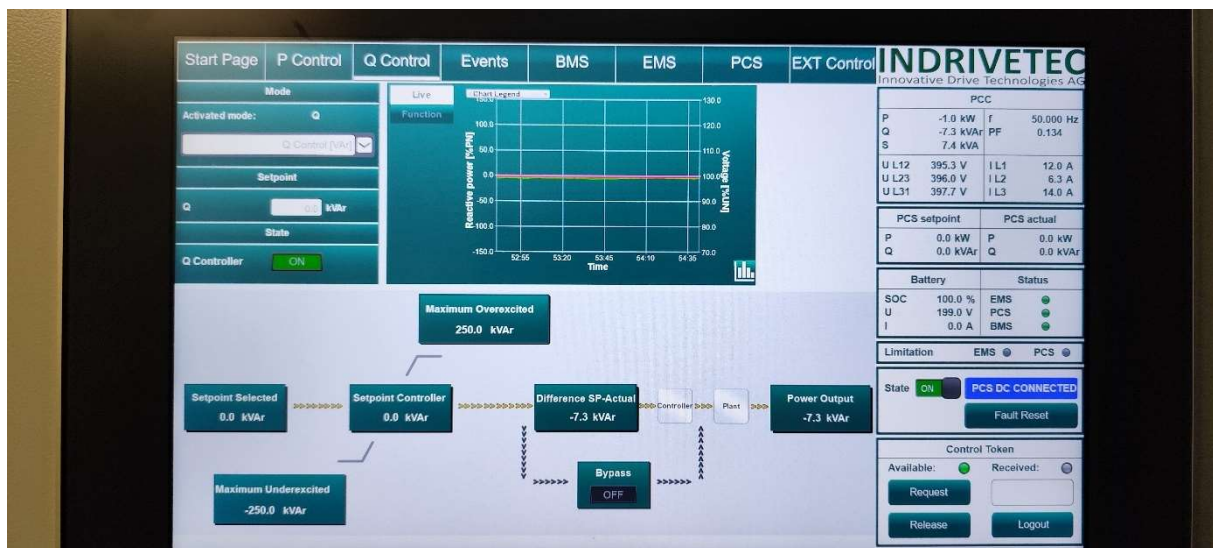 Start Page P Control Q Control Events BMS EMS PCS EXT Control
INDRIVETEC
Innovative Drive Technologies AG
Mode
Activated mode: Q
Q Control [VAr]
Setpoint
Q kVAr
State
Q Controller ON
Live
Function
Chart Legend
150.0
100.0
50.0
0.0
-50.0
-100.0
-150.0
Reactive power [%PN]
130.0
120.0
110.0
100.0
90.0
80.0
70.0
Voltage [%UN]
52:55 53:20 53:45 54:10 54:35
Time
PCC
P -1.0 kW f 50.000 Hz
Q -7.3 kVAr PF 0.134
S 7.4 kVA
U L12 395.3 V I L1 12.0 A
U L23 396.0 V I L2 6.3 A
U L31 397.7 V I L3 14.0 A
PCS setpoint PCS actual
P 0.0 kW P 0.0 kW
Q 0.0 kVAr Q 0.0 kVAr
Battery Status
SOC 100.0 % EMS
U 199.0 V PCS
I 0.0 A BMS
Limitation EMS PCS
State ON PCS DC CONNECTED
Fault Reset
Control Token
Available: Received:
Request
Release Logout
Maximum Overexcited
250.0 kVAr
Setpoint Selected
0.0 kVAr
Setpoint Controller
0.0 kVAr
Difference SP-Actual
-7.3 kVAr
Controller
Plant
Power Output
-7.3 kVAr
Bypass
OFF
Maximum Underexcited
-250.0 kVAr